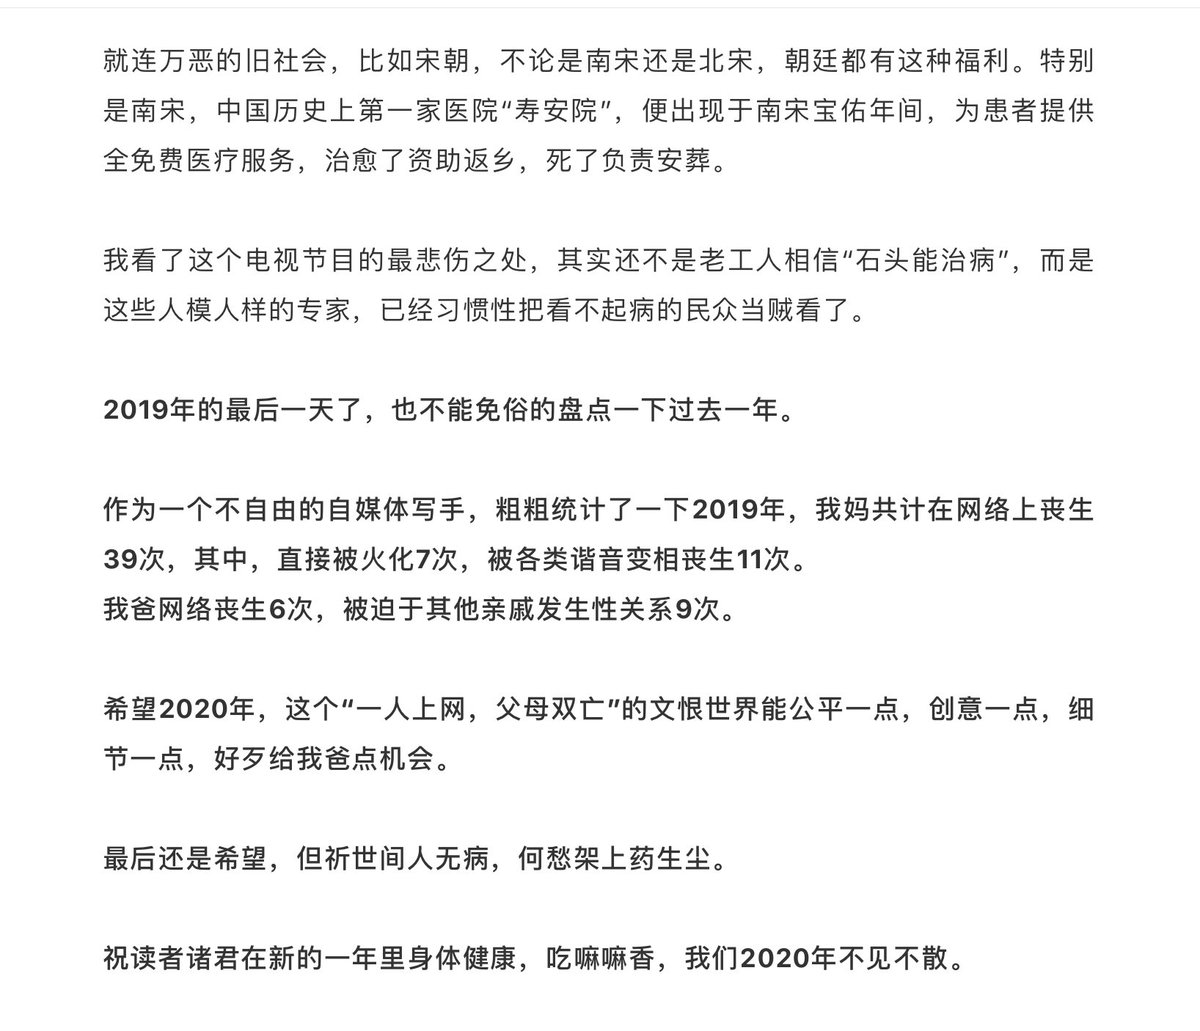 就连万恶的旧社会，比如宋朝，不论是南宋还是北宋，朝廷都有这种福利。特别
是南宋，中国历史上第一家医院“寿安院”，便出现于南宋宝佑年间，为患者提供
全免费医疗服务，治愈了资助返乡，死了负责安葬。
我看了这个电视节目的最悲伤之处，其实还不是老工人相信“石头能治病”，而是
这些人模人样的专家，已经习惯性把看不起病的民众当贼看了。
2019年的最后一天了，也不能免俗的盘点一下过去一年。
作为一个不自由的自媒体写手，粗粗统计了一下2019年，我妈共计在网络上丧生
39次，其中，直接被火化7次，被各类谐音变相丧生11次。
我爸网络丧生6次，被迫于其他亲戚发生性关系9次。
希望2020年，这个“一人上网，父母双亡”的文恨世界能公平一点，创意一点，细
节一点，好歹给我爸点机会。
最后还是希望，但祈世间人无病，何愁架上药生尘。
祝读者诸君在新的一年里身体健康，吃嘛嘛香，我们2020年不见不散。